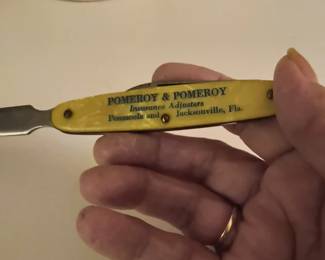 POMEROY & POMEROY
Insurance Adjusters
Pensacola and Jacksonville, Fla.